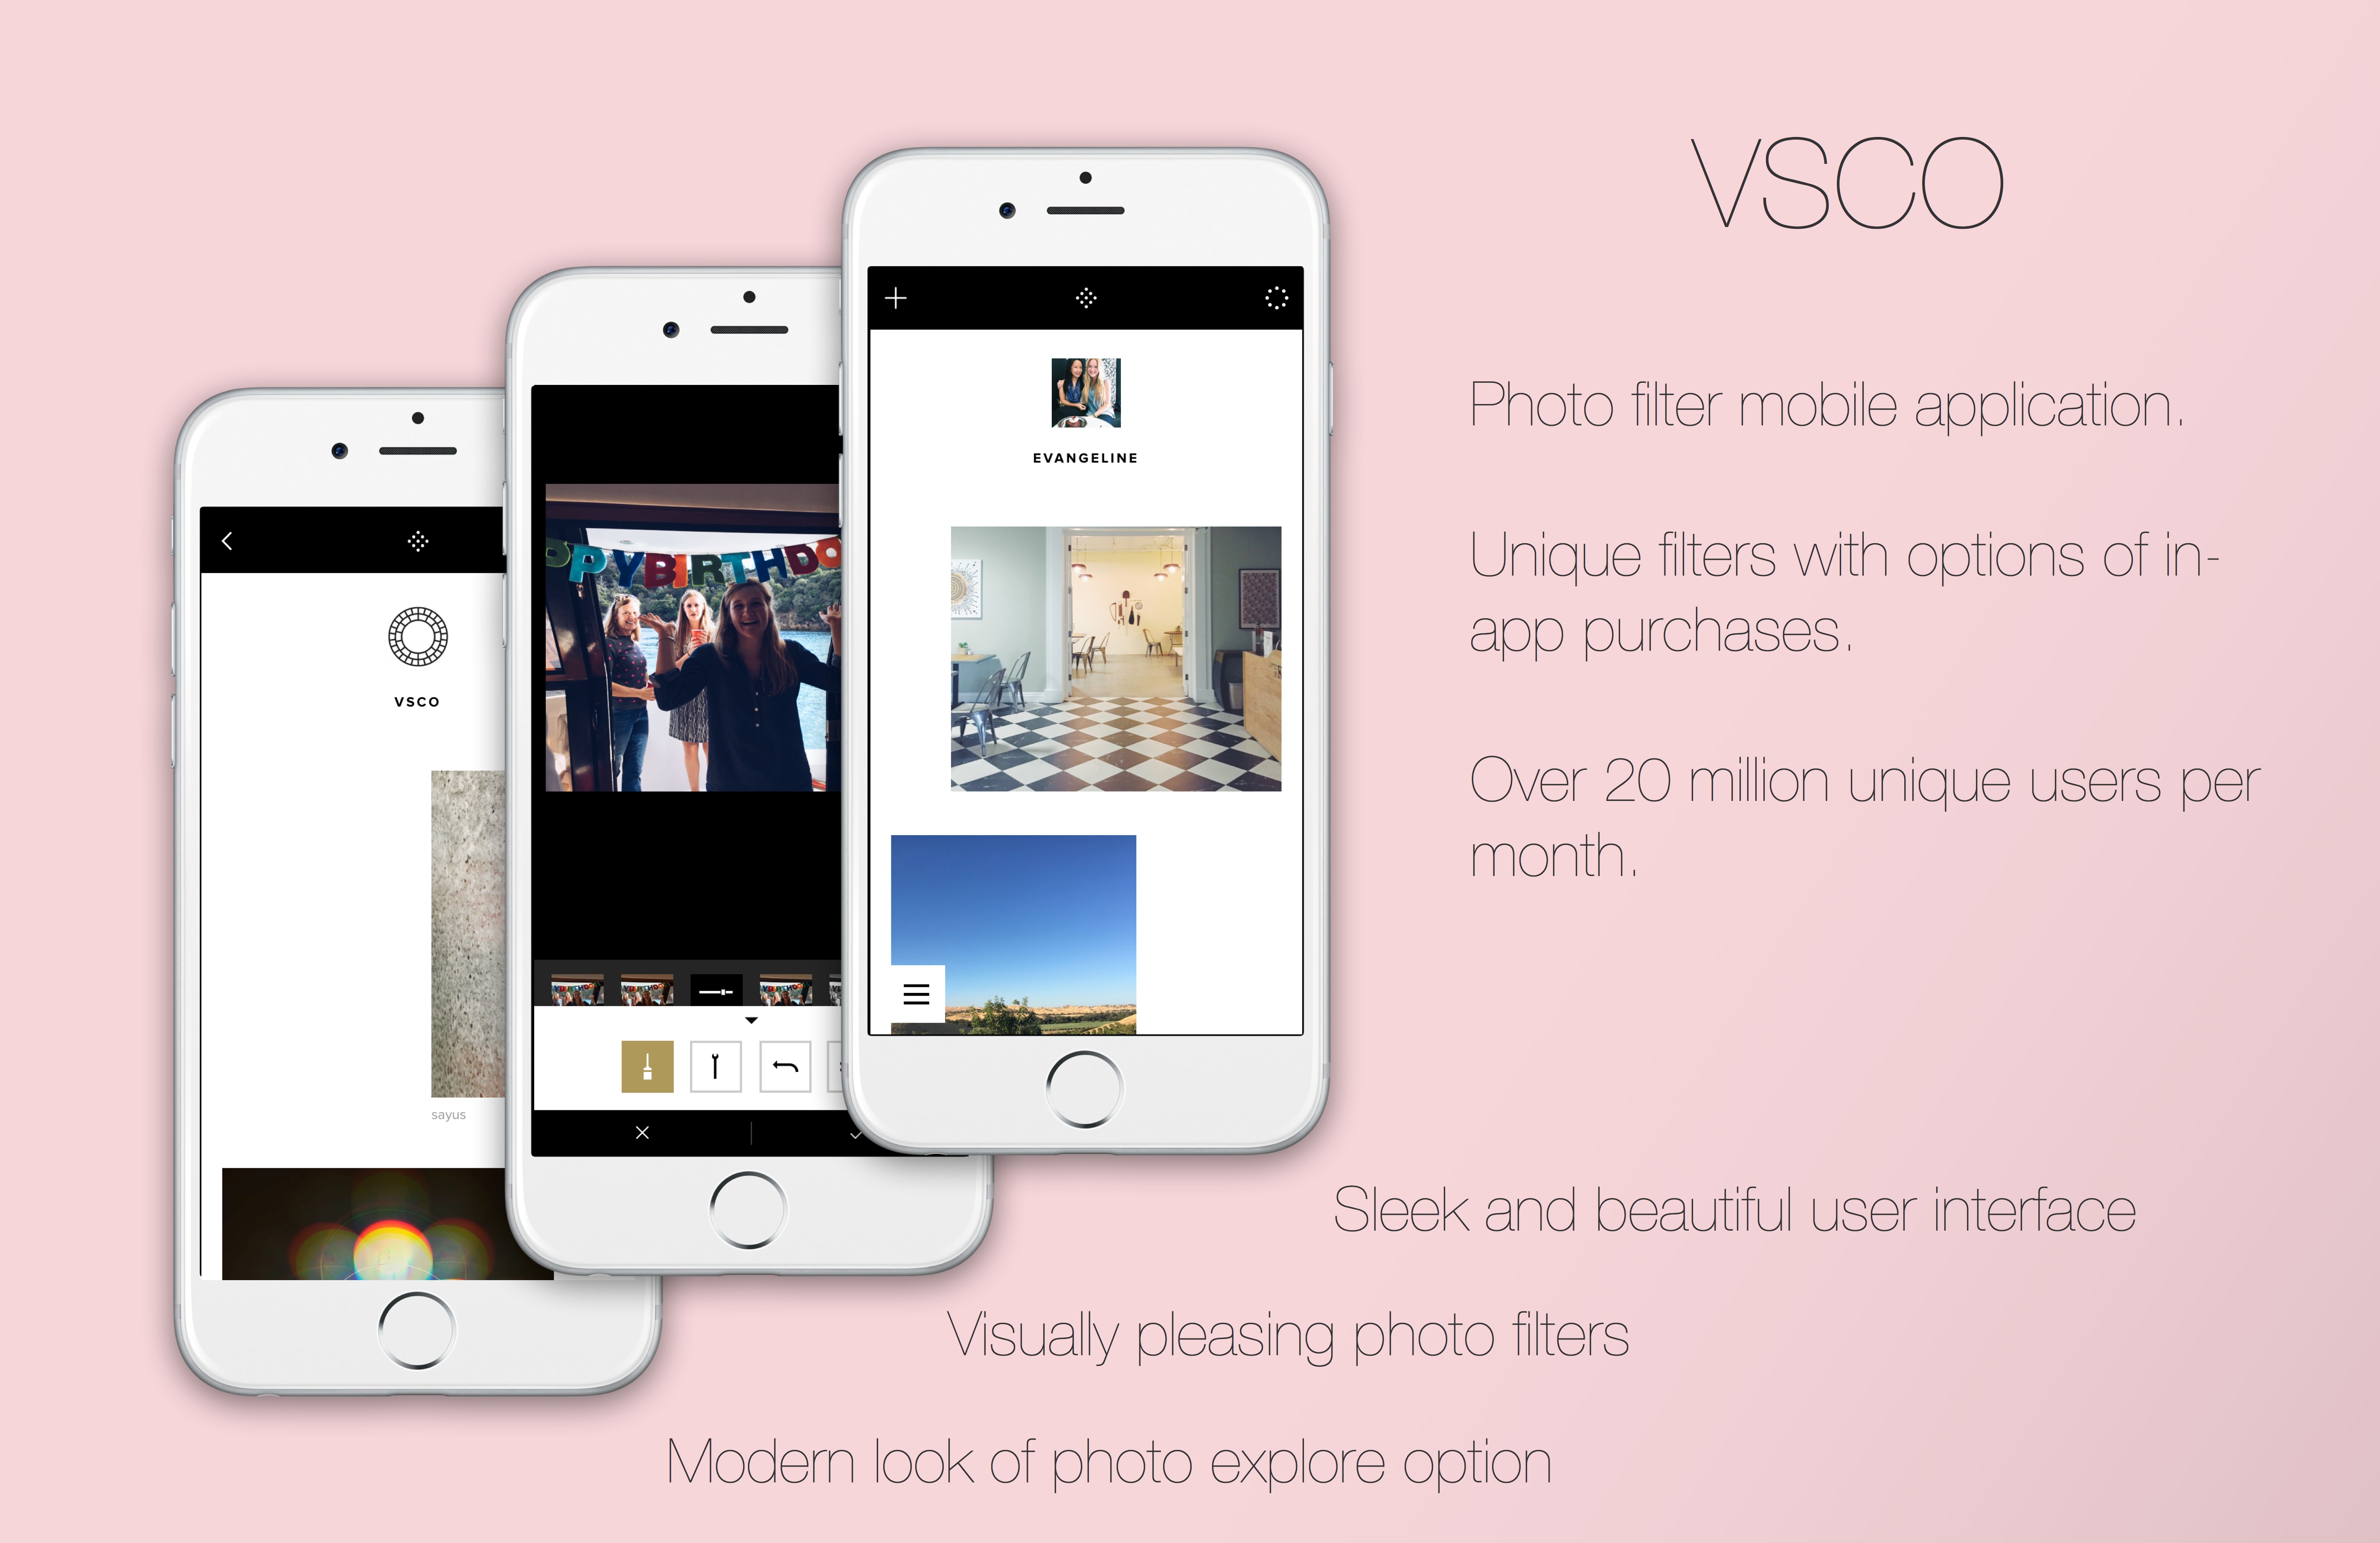 VSCO
Photo filter mobile application.
Unique filters with options of in-
app purchases.
Over 20 million unique users per
month.
EVANGELINE
PPYBIRTHDO
VSCO
sayus
Sleek and beautiful user interface
Visually pleasing photo filters
Modern look of photo explore option